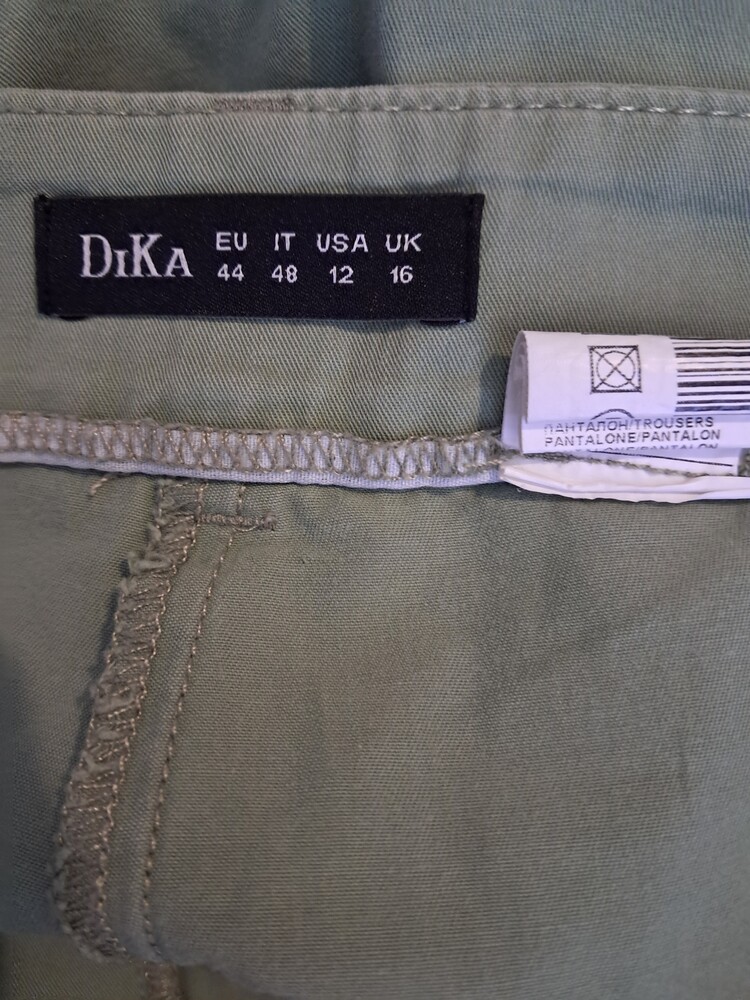 DiKa
EU IT USA UK
44 48 12 16
ПАНТАЛОН/TROUSERS
PANTALONE/PANTALON